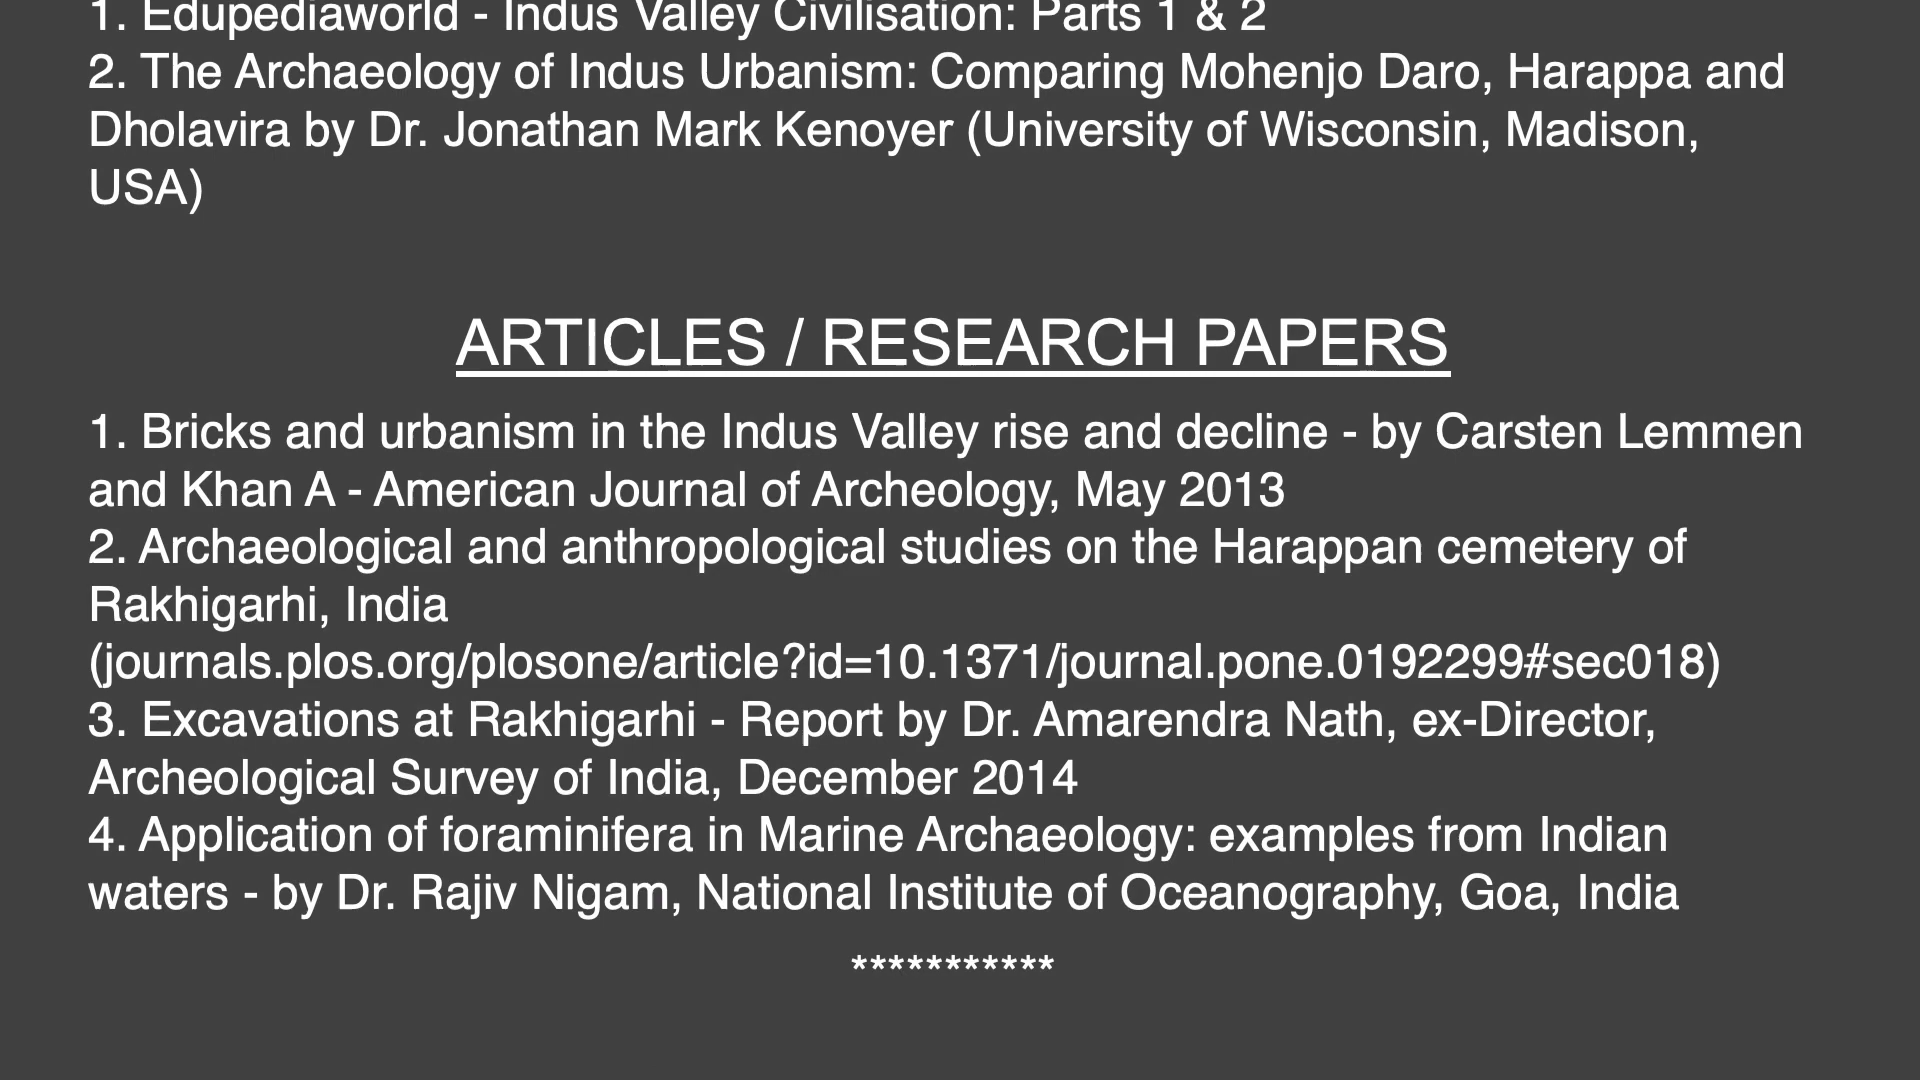 1. Edupediaworld - Indus Valley Civilisation: Parts 1 & 2
2. The Archaeology of Indus Urbanism: Comparing Mohenjo Daro, Harappa and
Dholavira by Dr. Jonathan Mark Kenoyer (University of Wisconsin, Madison,
USA)
ARTICLES / RESEARCH PAPERS
1. Bricks and urbanism in the Indus Valley rise and decline - by Carsten Lemmen
and Khan A - American Journal of Archeology, May 2013
2. Archaeological and anthropological studies on the Harappan cemetery of
Rakhigarhi, India
(journals.plos.org/plosone/article?id=10.1371/journal.pone.0192299#sec018)
3. Excavations at Rakhigarhi - Report by Dr. Amarendra Nath, ex-Director,
Archeological Survey of India, December 2014
4. Application of foraminifera in Marine Archaeology: examples from Indian
waters - by Dr. Rajiv Nigam, National Institute of Oceanography, Goa, India
***********